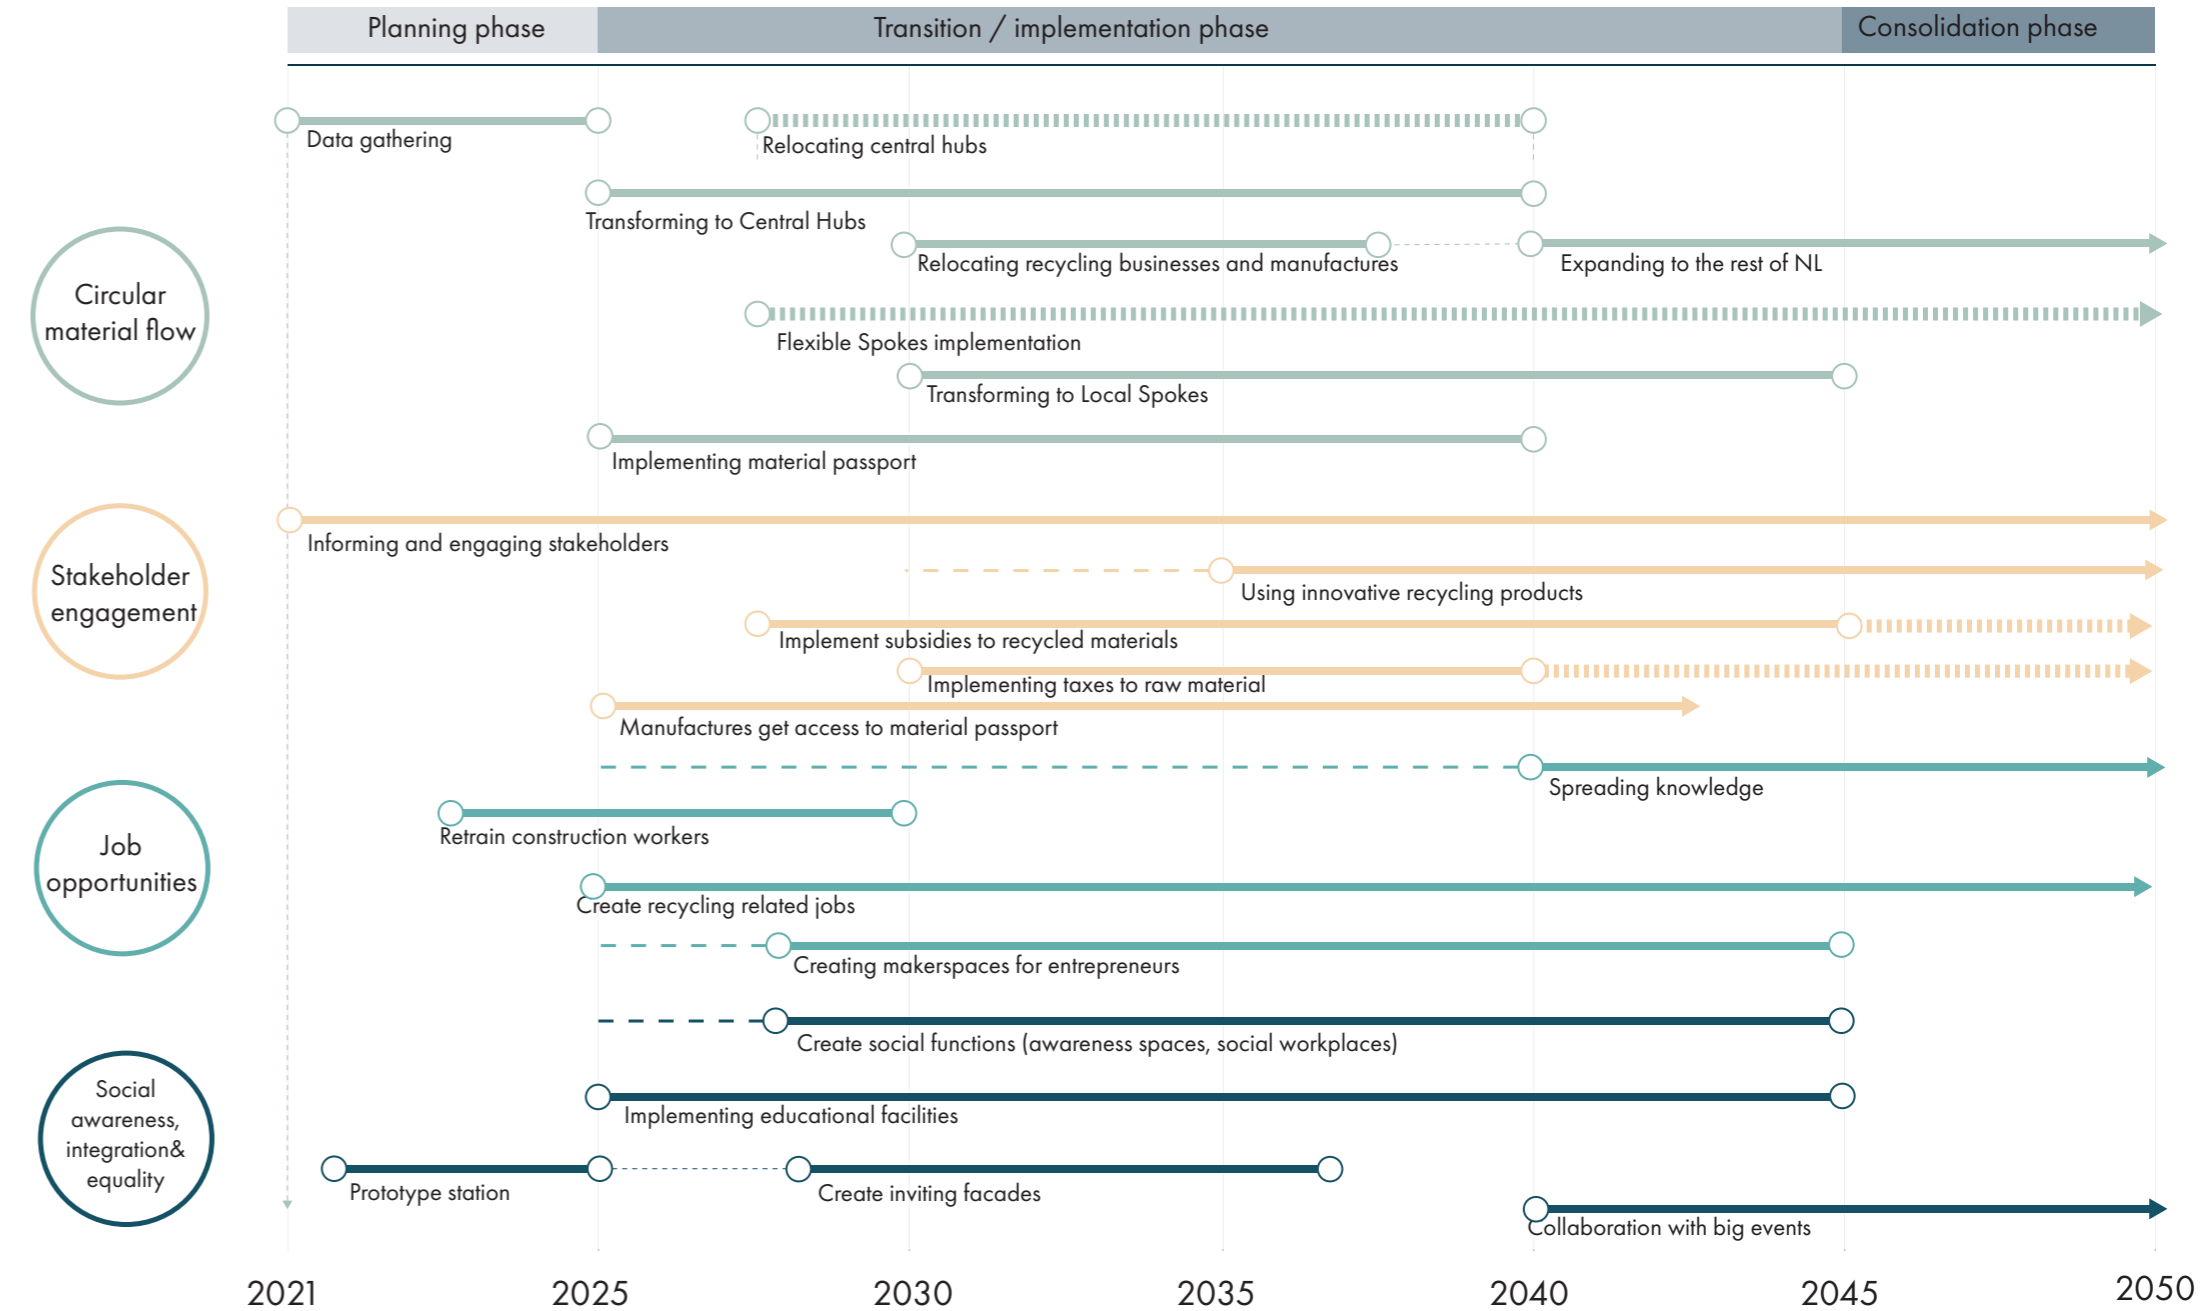 Planning phase
Transition / implementation phase
Consolidation phase
Data gathering
Relocating central hubs
Transforming to Central Hubs
Relocating recycling businesses and manufactures
Expanding to the rest of NL
Circular
material flow
Flexible Spokes implementation
Transforming to Local Spokes
Implementing material passport
Informing and engaging stakeholders
Stakeholder
engagement
Using innovative recycling products
Implement subsidies to recycled materials
Implementing taxes to raw material
Manufactures get access to material passport
Spreading knowledge
Retrain construction workers
Job
opportunities
Create recycling related jobs
Creating makerspaces for entrepreneurs
Create social functions (awareness spaces, social workplaces)
Social
awareness,
integration&
equality
Implementing educational facilities
Prototype station
Create inviting facades
Collaboration with big events
2021
2025
2030
2035
2040
2045
2050